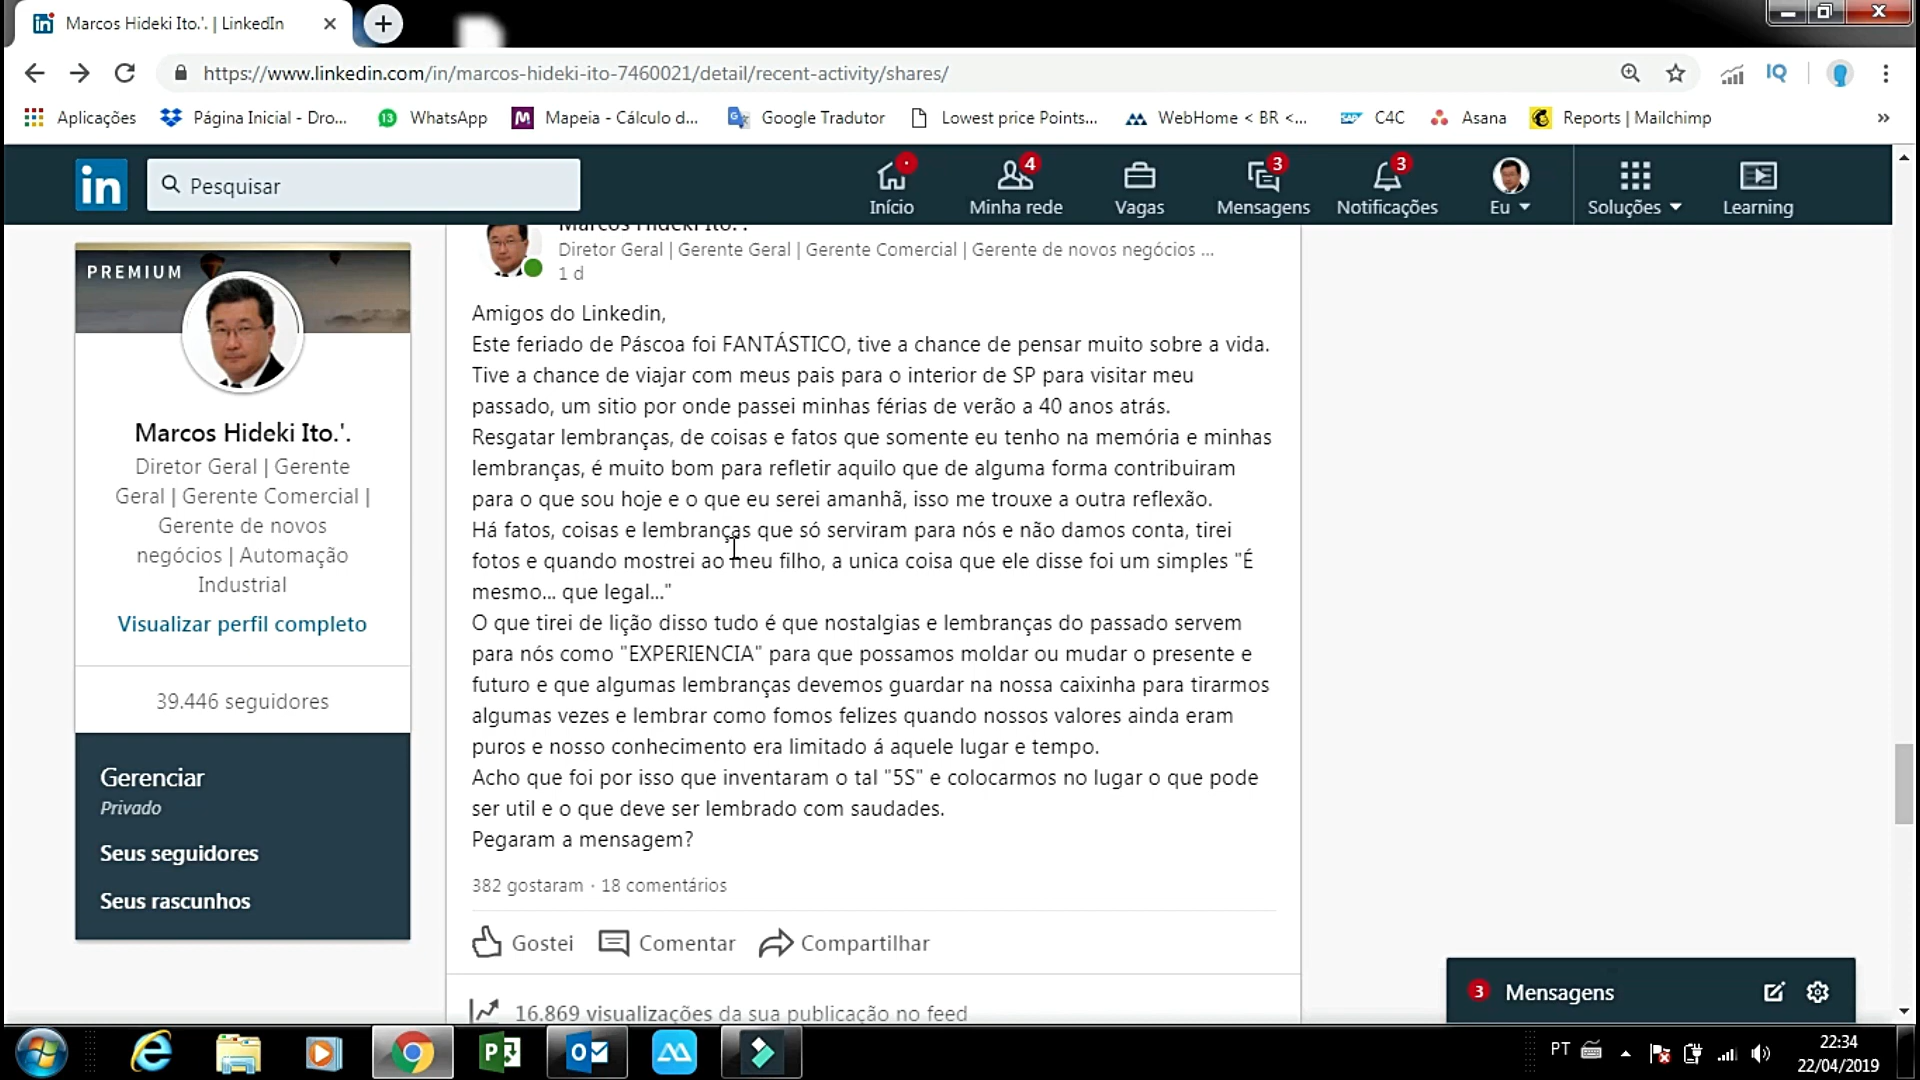 Marcos Hideki Ito.'. | LinkedIn
https://www.linkedin.com/in/marcos-hideki-ito-7460021/detail/recent-activity/shares/
IQ
Aplicações
Página Inicial - Dro...
13
WhatsApp
M
Mapeia - Cálculo d...
Google Tradutor
Lowest price Points...
WebHome < BR <...
SAP
C4C
Asana
Reports | Mailchimp
»
in
Pesquisar
Início
4
Minha rede
Vagas
3
Mensagens
3
Notificações
Eu
Soluções
Learning
PREMIUM
Marcos Hideki Ito.'.
Diretor Geral | Gerente
Geral | Gerente Comercial |
Gerente de novos
negócios | Automação
Industrial
Visualizar perfil completo
39.446 seguidores
Gerenciar
Privado
Seus seguidores
Seus rascunhos
Marcos Hideki Ito.'.
Diretor Geral | Gerente Geral | Gerente Comercial | Gerente de novos negócios ...
1 d
Amigos do Linkedin,
Este feriado de Páscoa foi FANTÁSTICO, tive a chance de pensar muito sobre a vida.
Tive a chance de viajar com meus pais para o interior de SP para visitar meu
passado, um sitio por onde passei minhas férias de verão a 40 anos atrás.
Resgatar lembranças, de coisas e fatos que somente eu tenho na memória e minhas
lembranças, é muito bom para refletir aquilo que de alguma forma contribuiram
para o que sou hoje e o que eu serei amanhã, isso me trouxe a outra reflexão.
Há fatos, coisas e lembranças que só serviram para nós e não damos conta, tirei
fotos e quando mostrei ao meu filho, a unica coisa que ele disse foi um simples "É
mesmo... que legal..."
O que tirei de lição disso tudo é que nostalgias e lembranças do passado servem
para nós como "EXPERIENCIA" para que possamos moldar ou mudar o presente e
futuro e que algumas lembranças devemos guardar na nossa caixinha para tirarmos
algumas vezes e lembrar como fomos felizes quando nossos valores ainda eram
puros e nosso conhecimento era limitado á aquele lugar e tempo.
Acho que foi por isso que inventaram o tal "5S" e colocarmos no lugar o que pode
ser util e o que deve ser lembrado com saudades.
Pegaram a mensagem?
382 gostaram · 18 comentários
Gostei
Comentar
Compartilhar
16.869 visualizações da sua publicação no feed
3
Mensagens
PT
22:34
22/04/2019